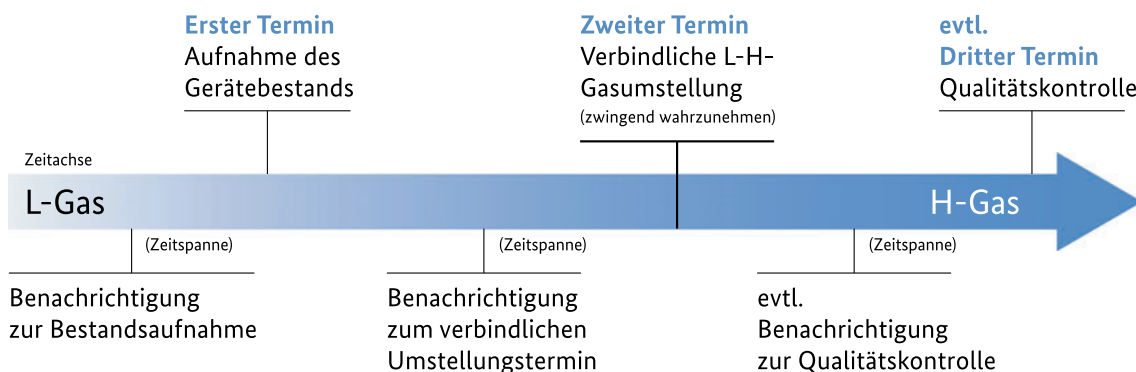 Erster Termin
Aufnahme des
Gerätebestands
Zweiter Termin
Verbindliche L-H-
Gasumstellung
(zwingend wahrzunehmen)
evtl.
Dritter Termin
Qualitätskontrolle
Zeitachse
L-Gas
H-Gas
(Zeitspanne)
(Zeitspanne)
(Zeitspanne)
Benachrichtigung
zur Bestandsaufnahme
Benachrichtigung
zum verbindlichen
Umstellungstermin
evtl.
Benachrichtigung
zur Qualitätskontrolle